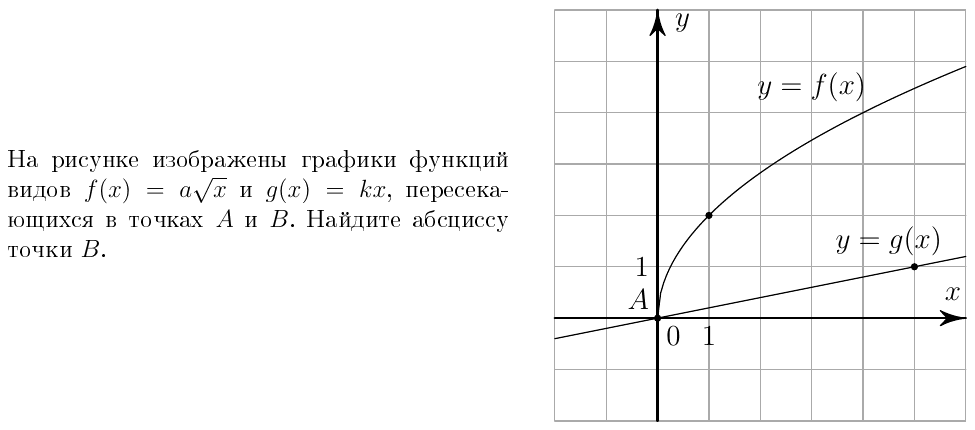 На рисунке изображены графики функций
видов f(x) = a√x и g(x) = kx, пересека-
ющихся в точках A и B. Найдите абсциссу
точки B.
y
y = f(x)
y = g(x)
1
A
x
0 1